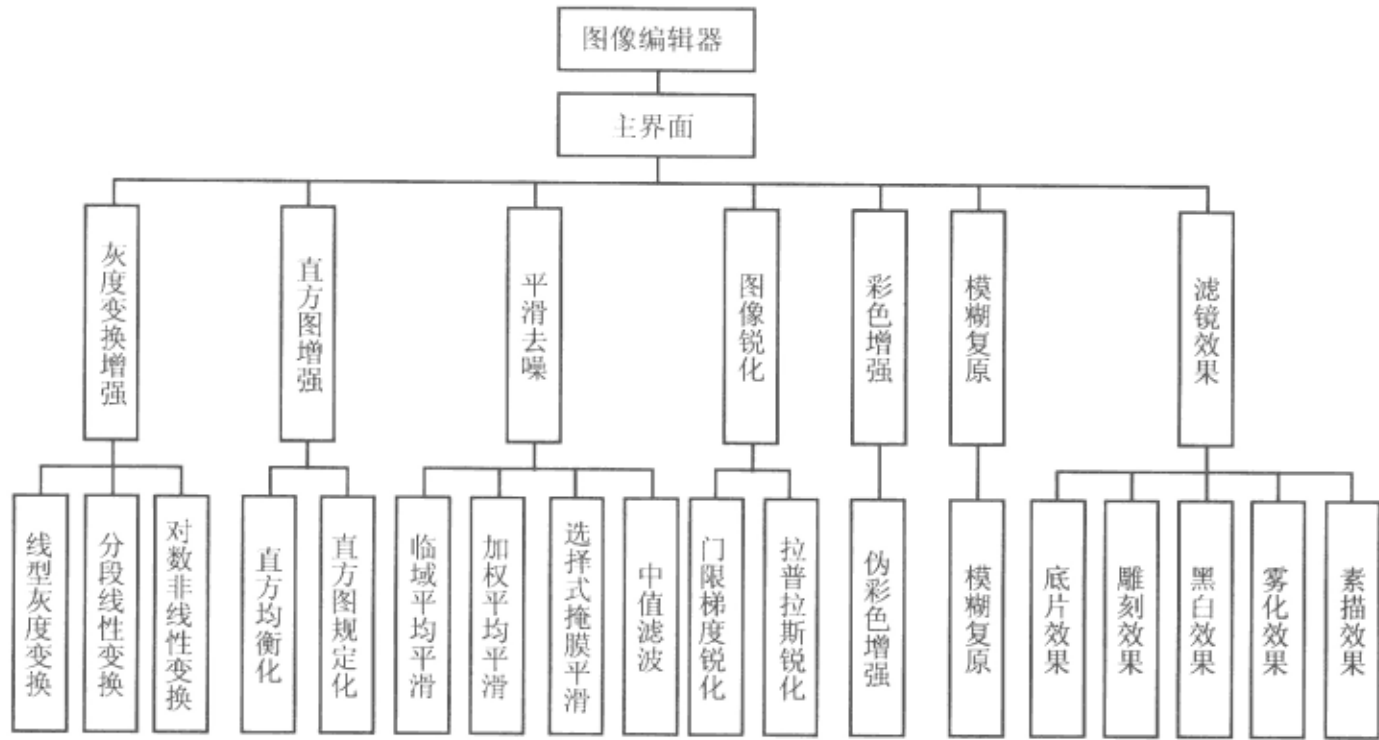 图像编辑器
主界面
灰度变换增强
直方图增强
平滑去噪
图像锐化
彩色增强
模糊复原
滤镜效果
线型灰度变换
分段线性变换
对数非线性变换
直方均衡化
直方图规定化
临域平均平滑
加权平均平滑
选择式掩膜平滑
中值滤波
门限梯度锐化
拉普拉斯锐化
伪彩色增强
模糊复原
底片效果
雕刻效果
黑白效果
雾化效果
素描效果